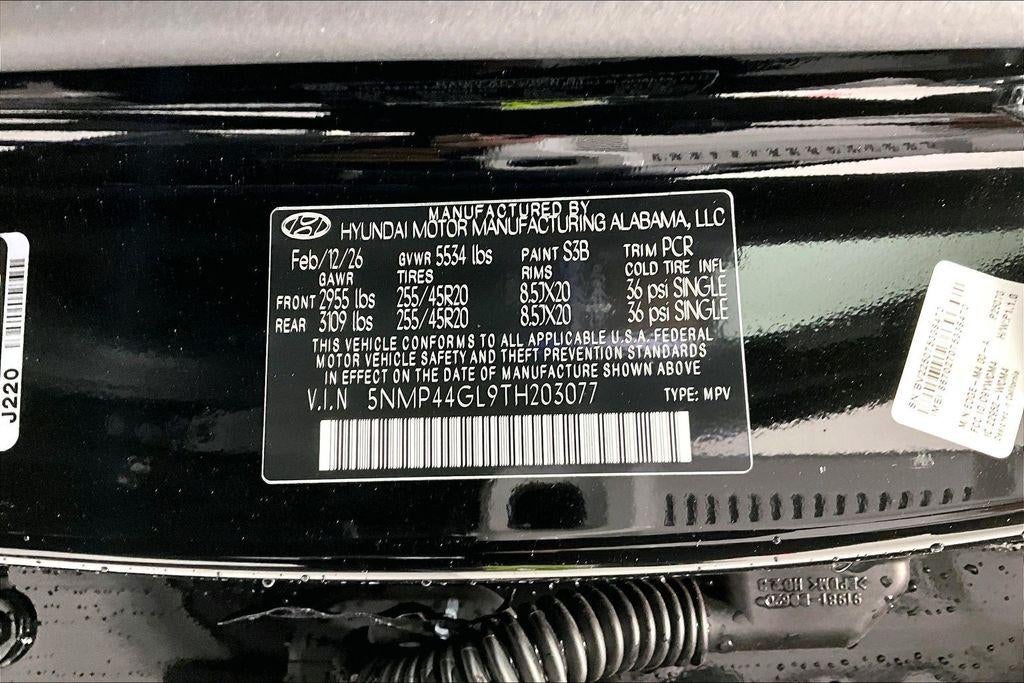 MANUFACTURED BY
HYUNDAI MOTOR MANUFACTURING ALABAMA, LLC
Feb/12/26 GVWR 5534 lbs PAINT S3B TRIM PCR
GAWR TIRES RIMS COLD TIRE INFL
FRONT 2955 lbs 255/45R20 8.5JX20 36 psi SINGLE
REAR 3109 lbs 255/45R20 8.5JX20 36 psi SINGLE
THIS VEHICLE CONFORMS TO ALL APPLICABLE U.S.A. FEDERAL
MOTOR VEHICLE SAFETY AND THEFT PREVENTION STANDARDS
IN EFFECT ON THE DATE OF MANUFACTURE SHOWN ABOVE
V.I.N 5NMP44GL9TH203077 TYPE: MPV
J220